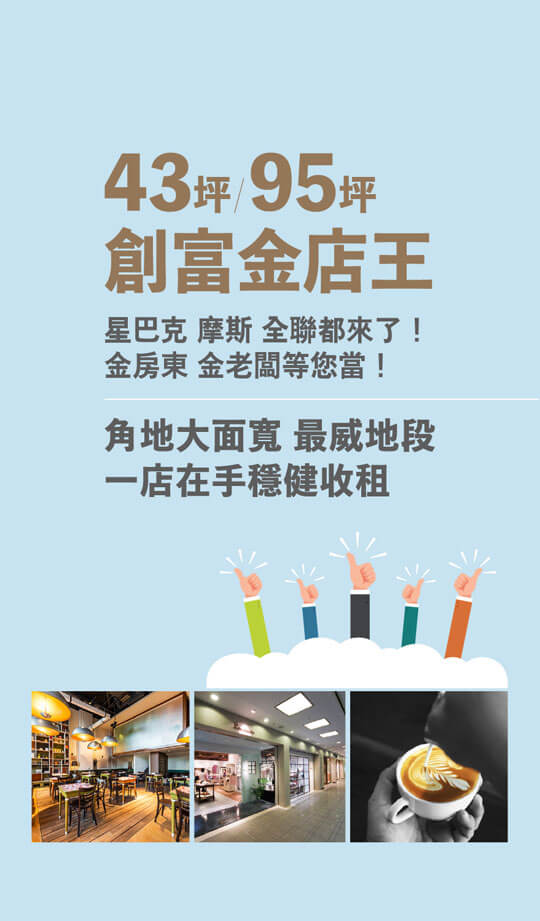 43坪/95坪
創富金店王
星巴克 摩斯 全聯都來了！
金房東 金老闆等您當！
角地大面寬 最威地段
一店在手穩健收租